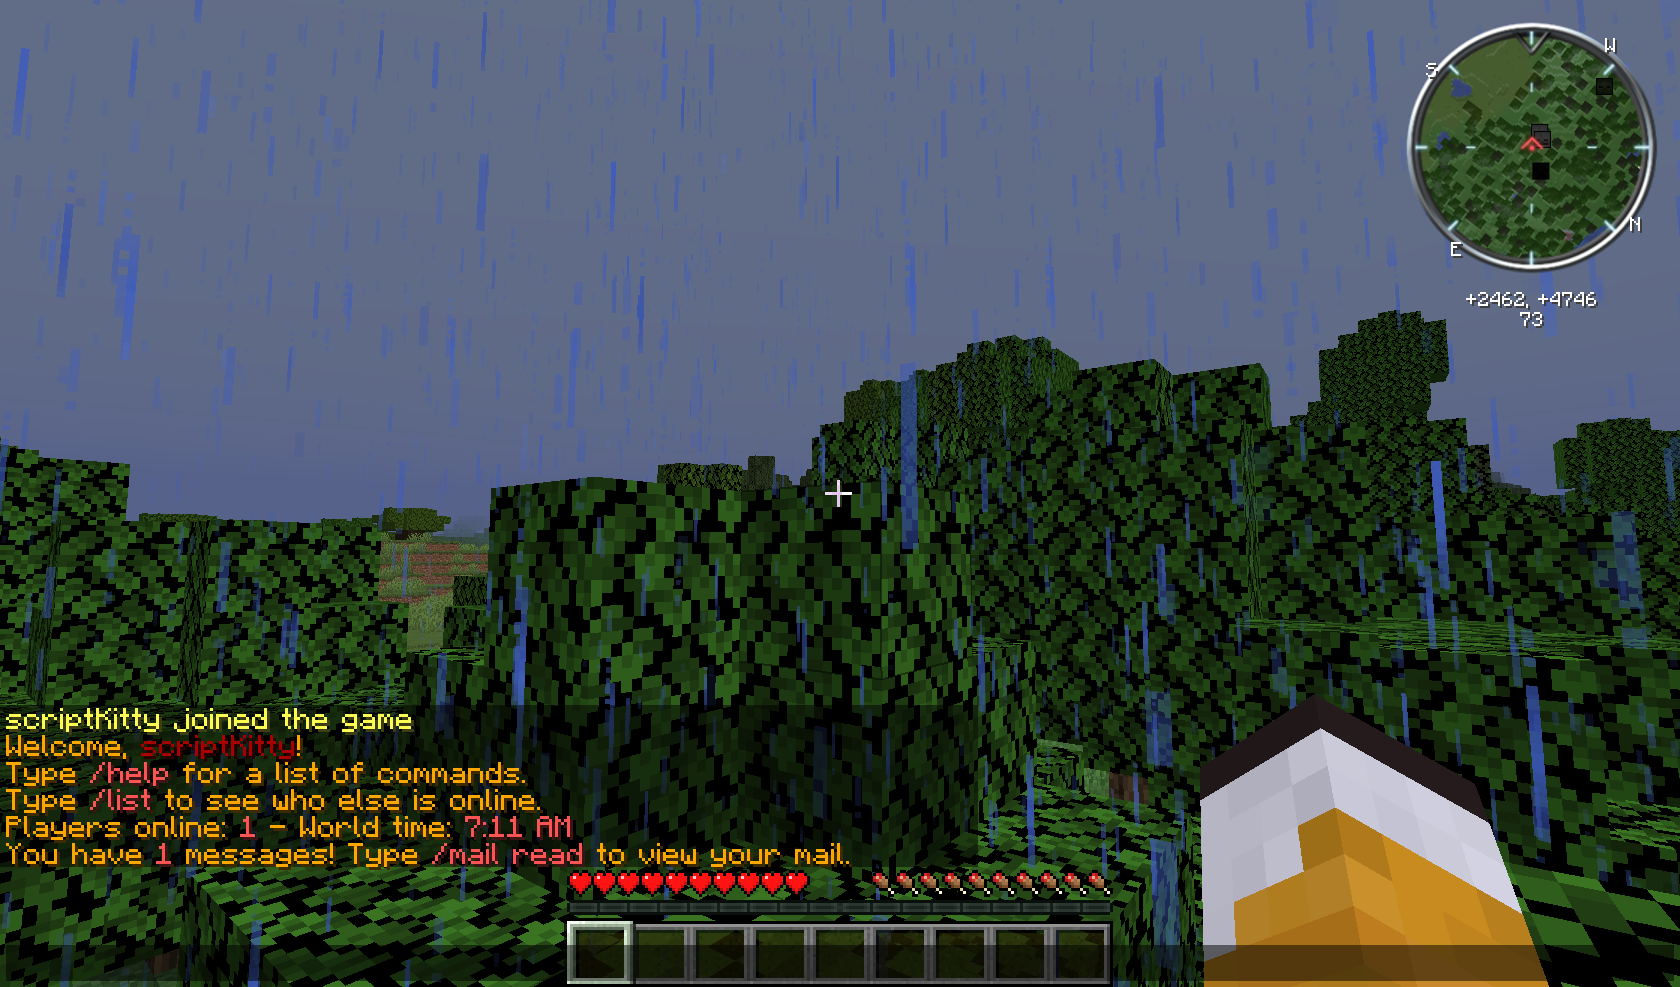 W
S
N
E
+2462, +4746
73
scriptKitty joined the game
Welcome, scriptKitty!
Type /help for a list of commands.
Type /list to see who else is online.
Players online: 1 - World time: 7:11 AM
You have 1 messages! Type /mail read to view your mail.